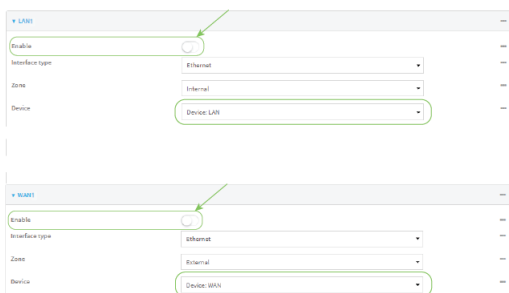 ▼ LAN1
Enable
Interface type
Ethernet
Zone
Internal
Device
Device: LAN
▼ WAN1
Enable
Interface type
Ethernet
Zone
External
Device
Device: WAN